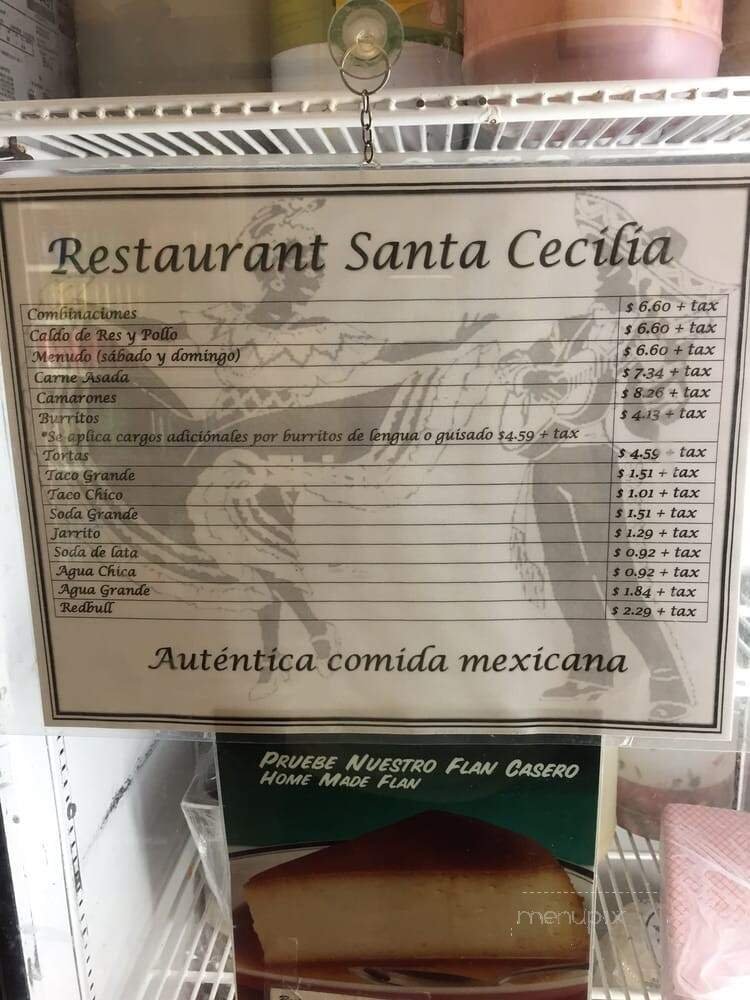 Restaurant Santa Cecilia
Combinaciones $ 6.60 + tax
Caldo de Res y Pollo $ 6.60 + tax
Menudo (sábado y domingo) $ 6.60 + tax
Carne Asada $ 7.34 + tax
Camarones $ 8.26 + tax
Burritos $ 4.13 + tax
*Se aplica cargos adiciónales por burritos de lengua o guisado $4.59 + tax
Tortas $ 4.59 + tax
Taco Grande $ 1.51 + tax
Taco Chico $ 1.01 + tax
Soda Grande $ 1.51 + tax
Jarrito $ 1.29 + tax
Soda de lata $ 0.92 + tax
Agua Chica $ 0.92 + tax
Agua Grande $ 1.84 + tax
Redbull $ 2.29 + tax
Auténtica comida mexicana
PRUEBE NUESTRO FLAN CASERO
HOME MADE FLAN
menupix